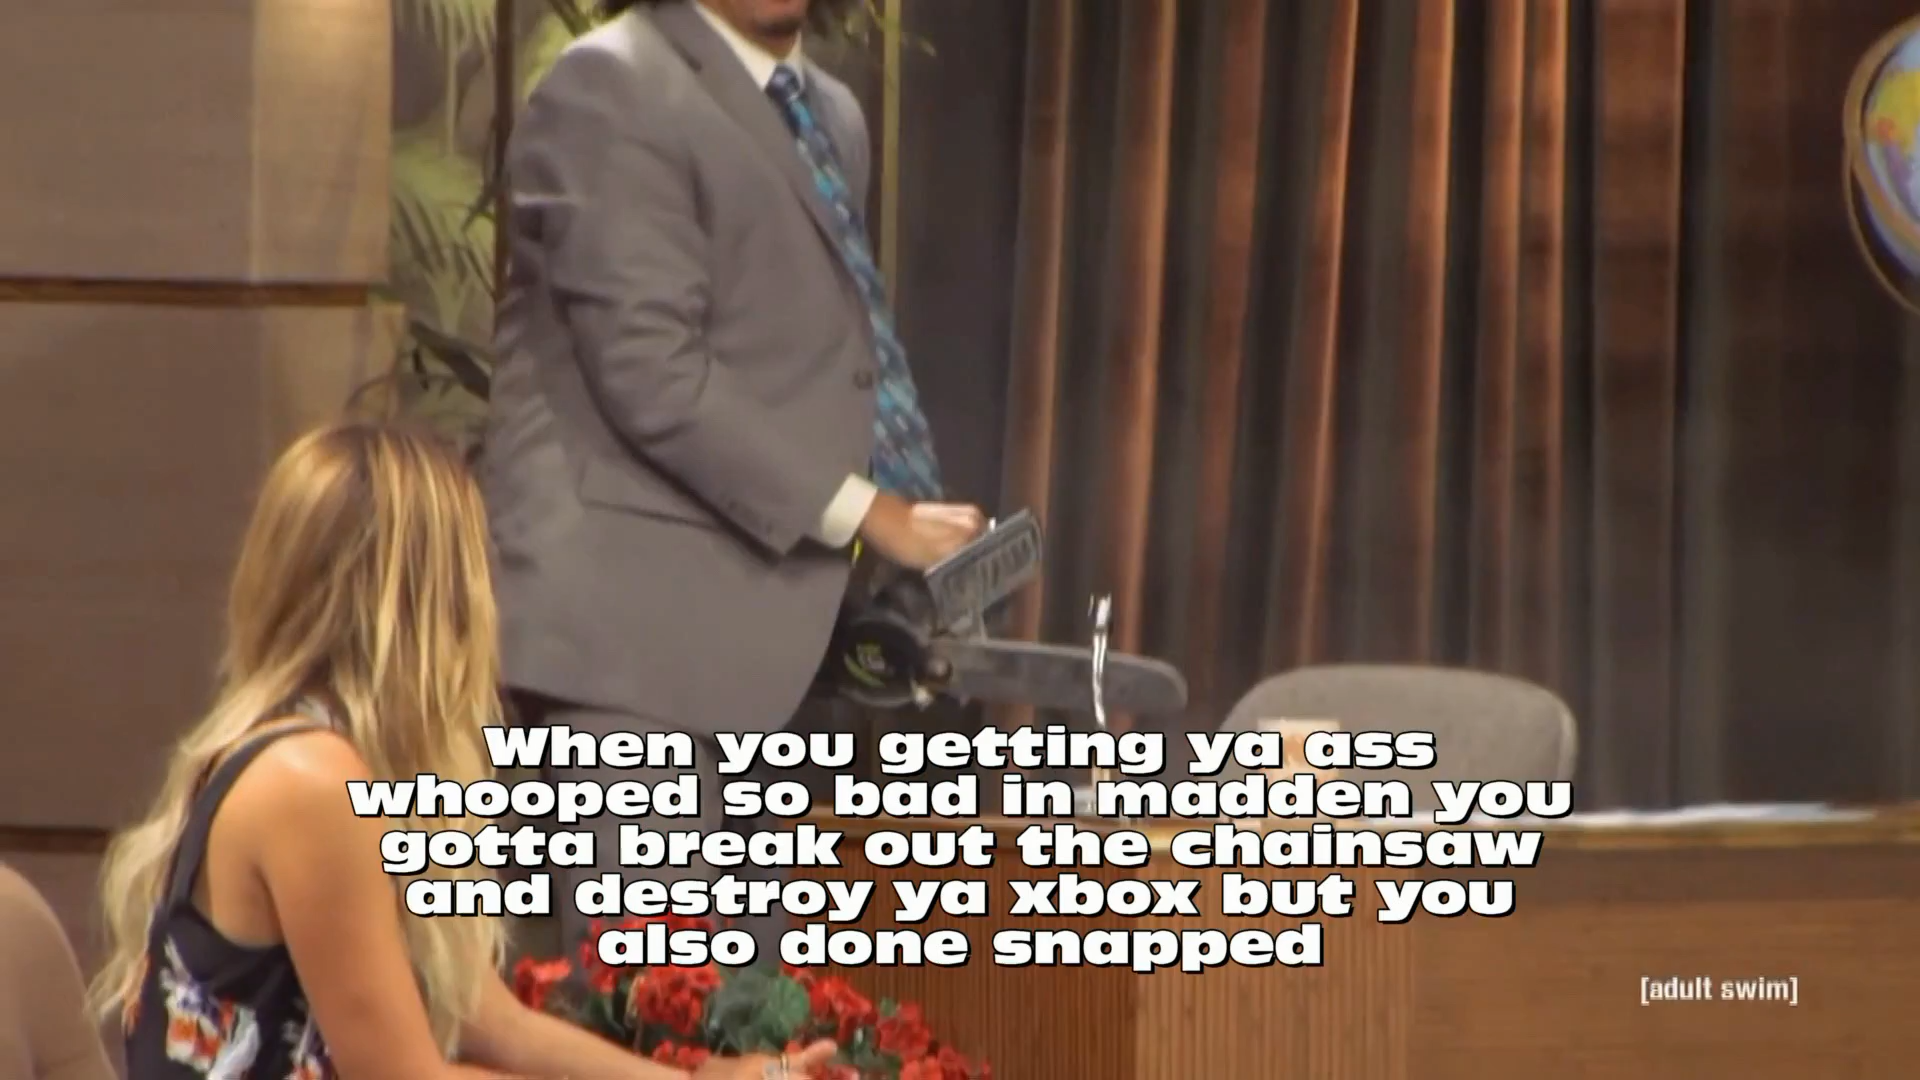 When you getting ya ass
whooped so bad in madden you
gotta break out the chainsaw
and destroy ya xbox but you
also done snapped
[adult swim]